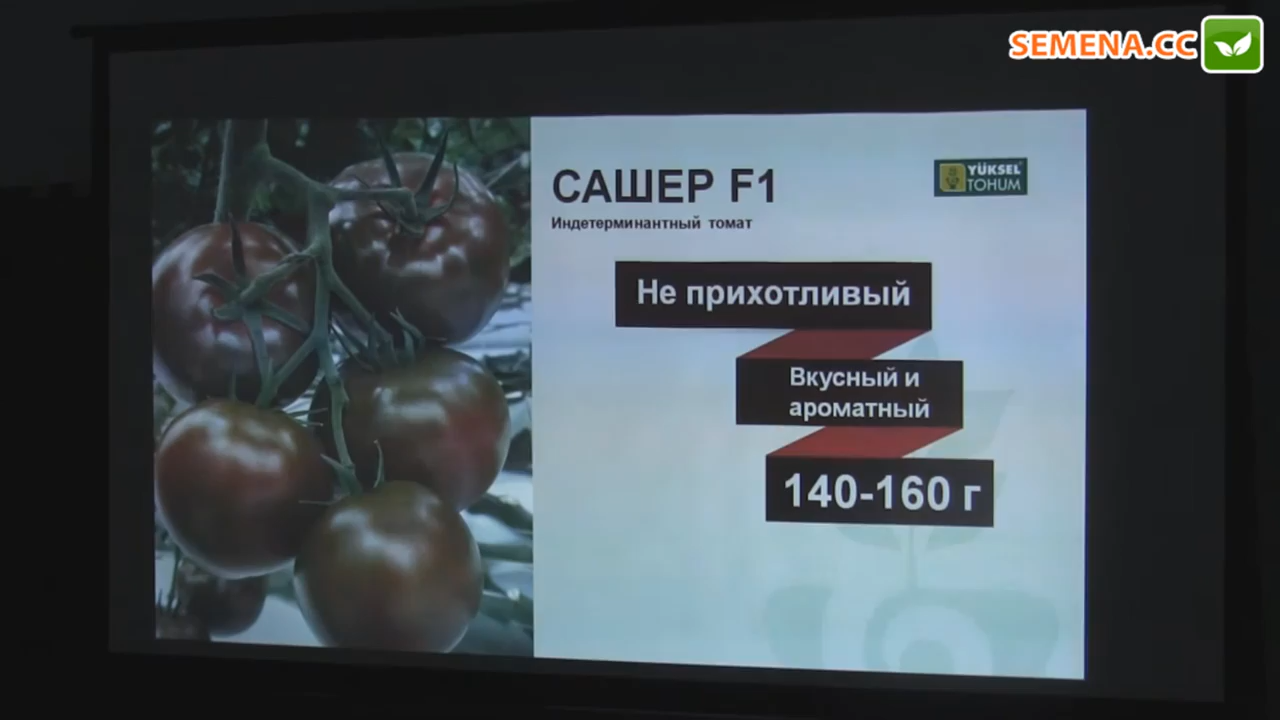 SEMENA.CC
САШЕР F1
YÜKSEL
TOHUM
Индетерминантный томат
Не прихотливый
Вкусный и
ароматный
140-160 г